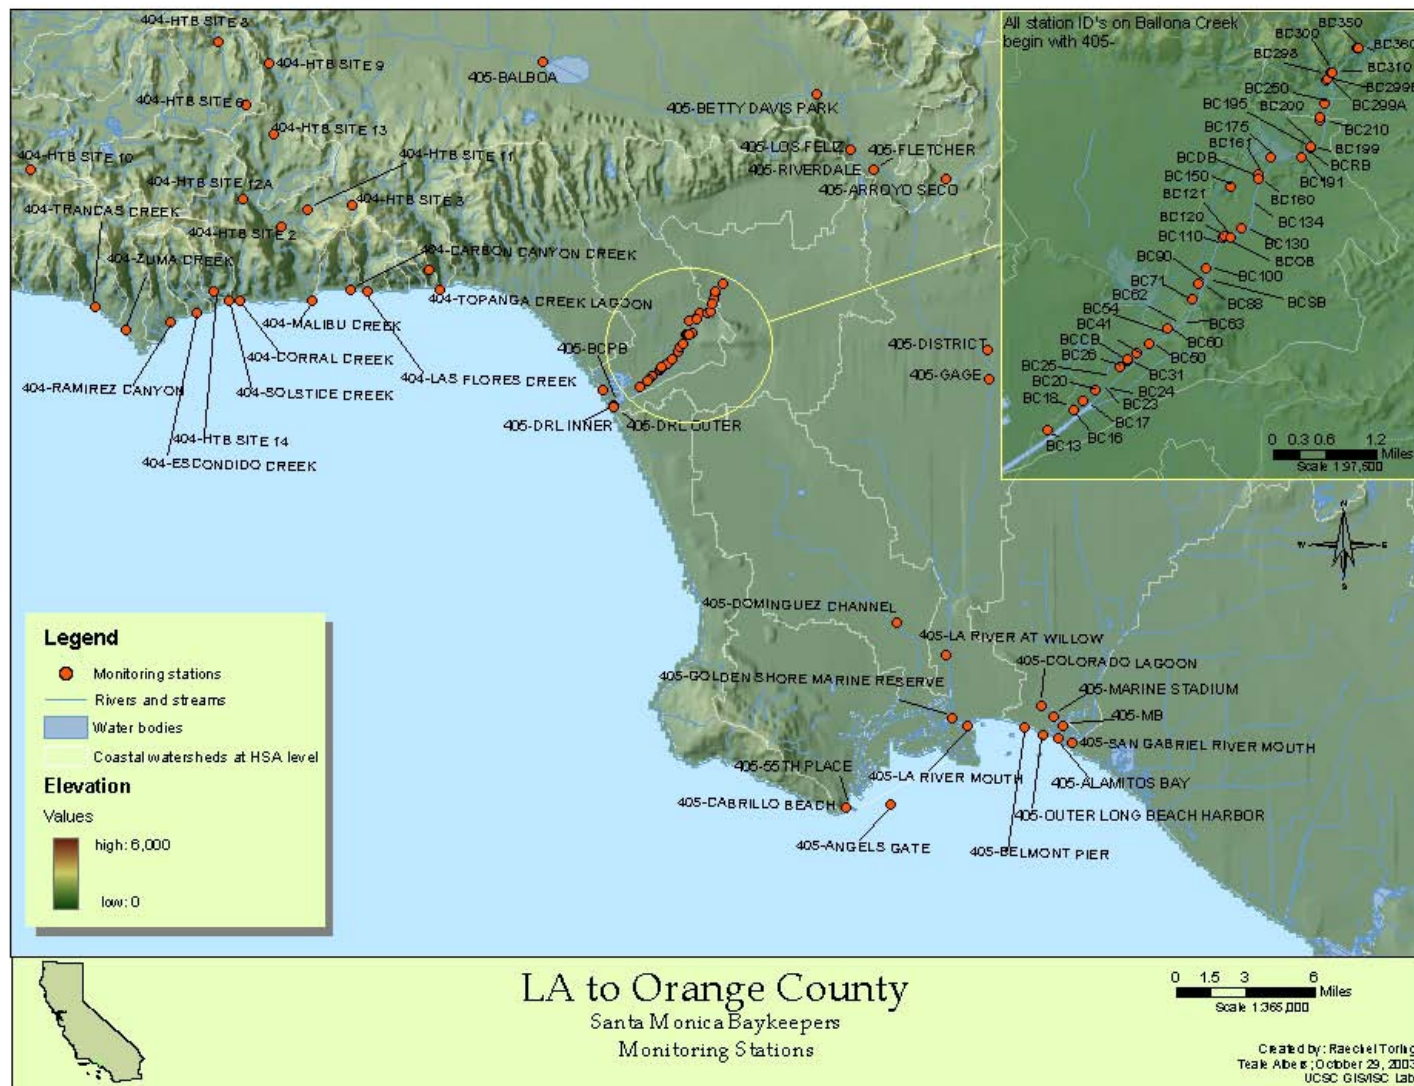 404-HTB SITE 8
404-HTB SITE 9
405-BALBOA
404-HTB SITE 6
405-BETTY DAVIS PARK
404-HTB SITE 13
404-HTB SITE 10
404-HTB SITE 11
405-LOS FELIZ
405-FLETCHER
405-RIVERDALE
405-ARROYO SECO
404-HTB SITE 12A
404-TRANCAS CREEK
404-HTB SITE 3
404-HTB SITE 2
404-CARBON CANYON CREEK
404-ZUMA CREEK
404-TOPANGA CREEK LAGOON
404-MALIBU CREEK
404-CORRAL CREEK
404-RAMIREZ CANYON
404-SOLSTICE CREEK
404-LAS FLORES CREEK
404-HTB SITE 14
404-ESCONDIDO CREEK
405-BCPB
405-DRL INNER
405-DRL OUTER
405-DISTRICT
405-GAGE
All station ID's on Ballona Creek
begin with 405-
BC350
BC300
BC360
BC298
BC310
BC299B
BC250
BC299A
BC195
BC200
BC210
BC175
BC199
BC161
BCRB
BCDB
BC191
BC150
BC160
BC121
BC134
BC120
BC130
BC110
BCOB
BC90
BC100
BC71
BC88
BCSB
BC62
BC54
BC63
BC41
BC60
BCCB
BC50
BC26
BC25
BC31
BC20
BC24
BC18
BC23
BC17
BC16
BC13
0 0.3 0.6 1.2
Miles
Scale 1:97,500
N
W E
S
405-DOMINGUEZ CHANNEL
405-LA RIVER AT WILLOW
405-COLORADO LAGOON
405-GOLDEN SHORE MARINE RESERVE
405-MARINE STADIUM
405-MB
405-SAN GABRIEL RIVER MOUTH
405-55TH PLACE
405-LA RIVER MOUTH
405-ALAMITOS BAY
405-CABRILLO BEACH
405-OUTER LONG BEACH HARBOR
405-ANGELS GATE
405-BELMONT PIER
Legend
Monitoring stations
Rivers and streams
Water bodies
Coastal watersheds at HSA level
Elevation
Values
high: 6,000
low: 0
LA to Orange County
Santa Monica Baykeepers
Monitoring Stations
0 1.5 3 6
Miles
Scale 1:365,000
Created by: Raechel Torling
Teale Albers; October 29, 2003
UCSC GIS/ISC Lab